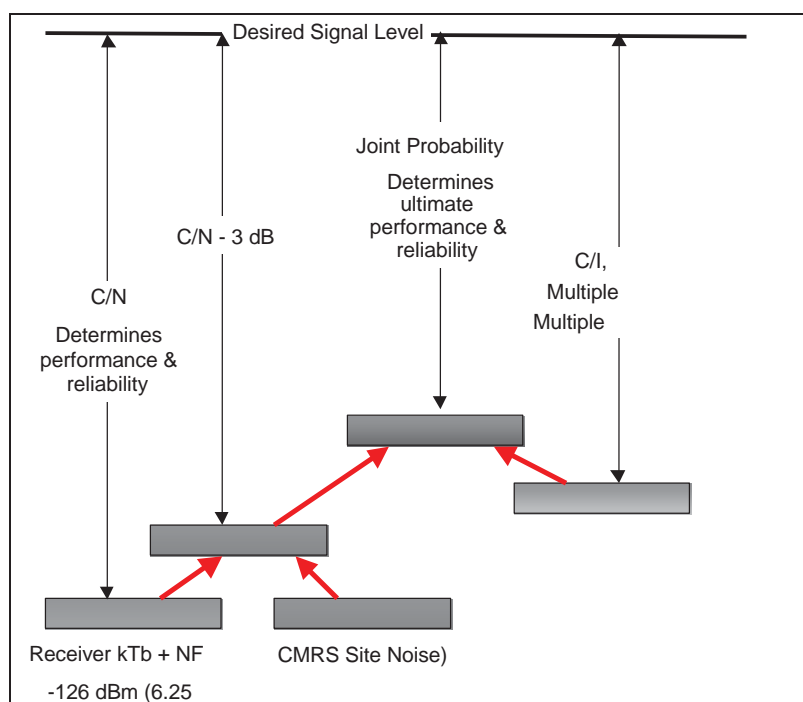 Desired Signal Level
Joint Probability
Determines
ultimate
performance &
reliability
C/N - 3 dB
C/I,
Multiple
Multiple
C/N
Determines
performance &
reliability
Receiver kTb + NF
-126 dBm (6.25
CMRS Site Noise)